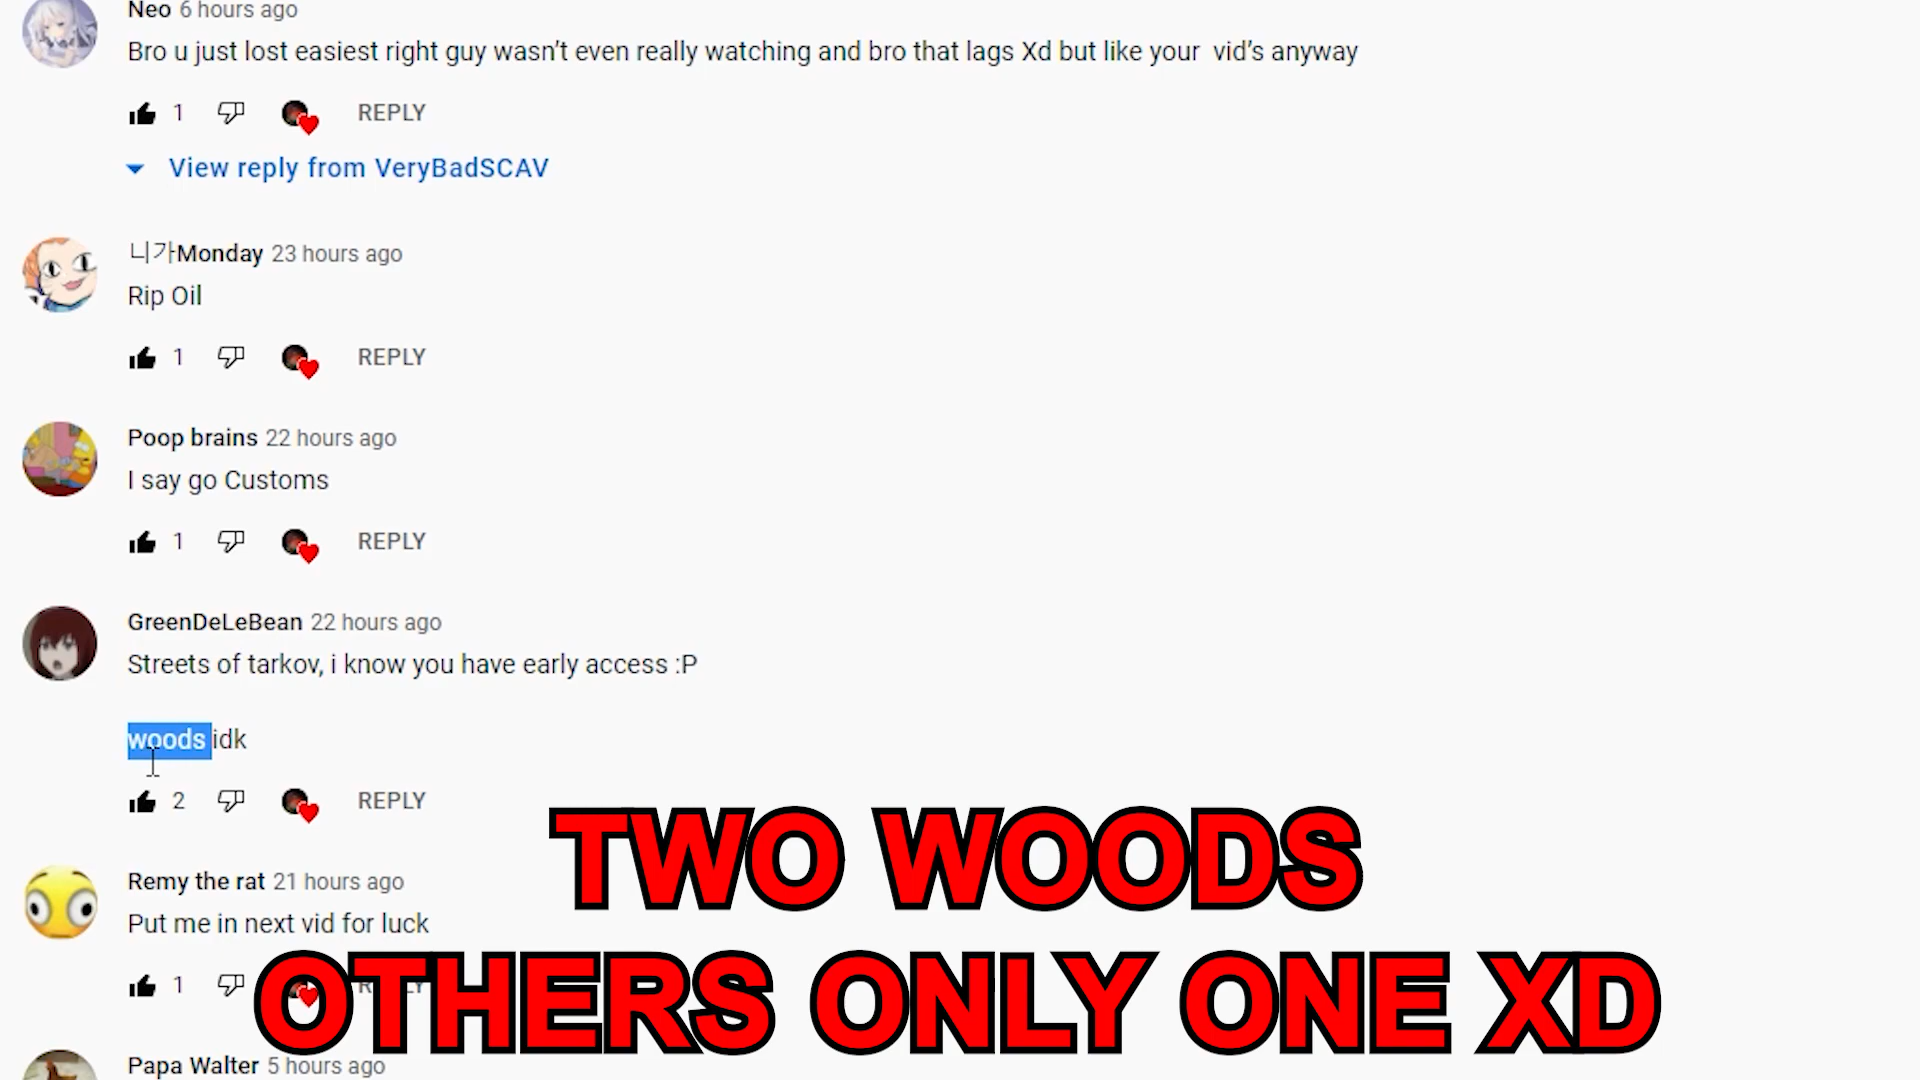 Neo 6 hours ago
Bro u just lost easiest right guy wasn't even really watching and bro that lags Xd but like your  vid's anyway
1 REPLY
View reply from VeryBadSCAV
니가Monday 23 hours ago
Rip Oil
1 REPLY
Poop brains 22 hours ago
I say go Customs
1 REPLY
GreenDeLeBean 22 hours ago
Streets of tarkov, i know you have early access :P
woods idk
2 REPLY
Remy the rat 21 hours ago
Put me in next vid for luck
1 REPLY
Papa Walter 5 hours ago
TWO WOODS
OTHERS ONLY ONE XD